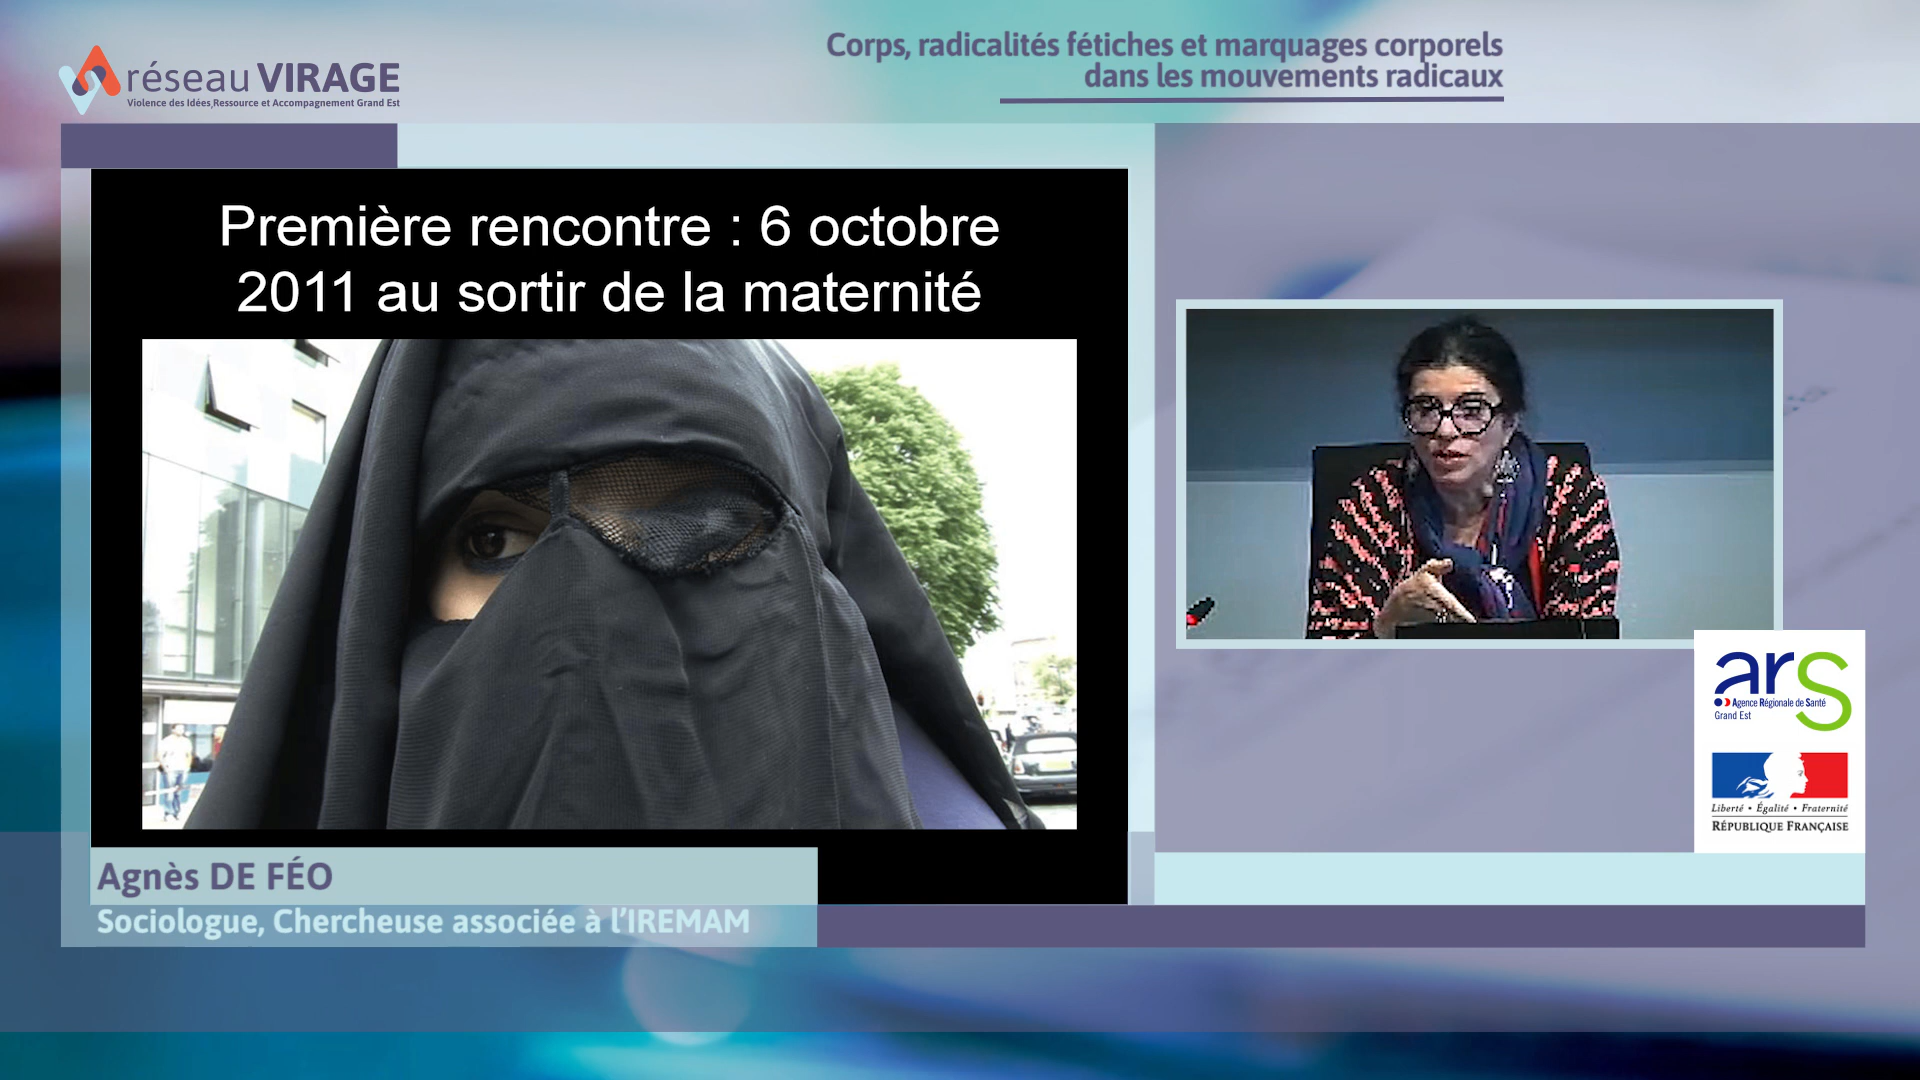 réseau VIRAGE
Violence des Idées,Ressource et Accompagnement Grand Est
Corps, radicalités fétiches et marquages corporels
dans les mouvements radicaux
Première rencontre : 6 octobre
2011 au sortir de la maternité
ars
Agence Régionale de Santé
Grand Est
Liberté • Égalité • Fraternité
RÉPUBLIQUE FRANÇAISE
Agnès DE FÉO
Sociologue, Chercheuse associée à l'IREMAM